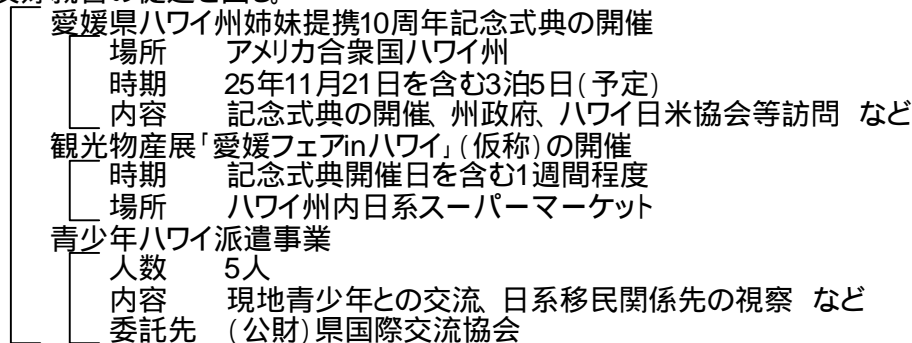 愛媛県ハワイ州姉妹提携10周年記念式典の開催
場所 アメリカ合衆国ハワイ州
時期 25年11月21日を含む3泊5日(予定)
内容 記念式典の開催、州政府、ハワイ日米協会等訪問 など
観光物産展「愛媛フェアinハワイ」(仮称)の開催
時期 記念式典開催日を含む1週間程度
場所 ハワイ州内日系スーパーマーケット
青少年ハワイ派遣事業
人数 5人
内容 現地青少年との交流、日系移民関係先の視察 など
委託先 (公財)県国際交流協会